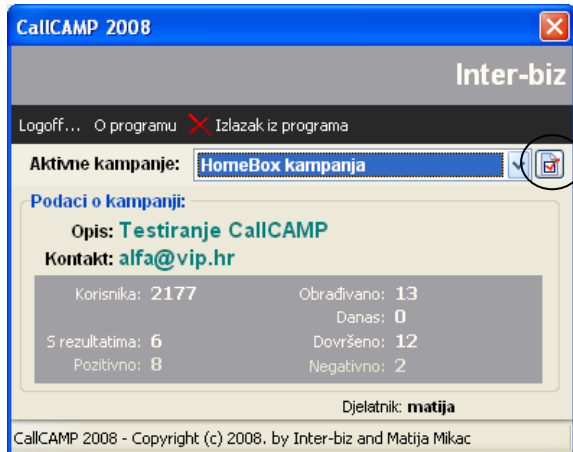 CallCAMP 2008
Inter-biz
Logoff... O programu Izlazak iz programa
Aktivne kampanje: HomeBox kampanja
Podaci o kampanji:
Opis: Testiranje CallCAMP
Kontakt: alfa@vip.hr
Korisnika: 2177 Obrađivano: 13
Danas: 0
S rezultatima: 6 Dovršeno: 12
Pozitivno: 8 Negativno: 2
Djelatnik: matija
CallCAMP 2008 - Copyright (c) 2008. by Inter-biz and Matija Mikac